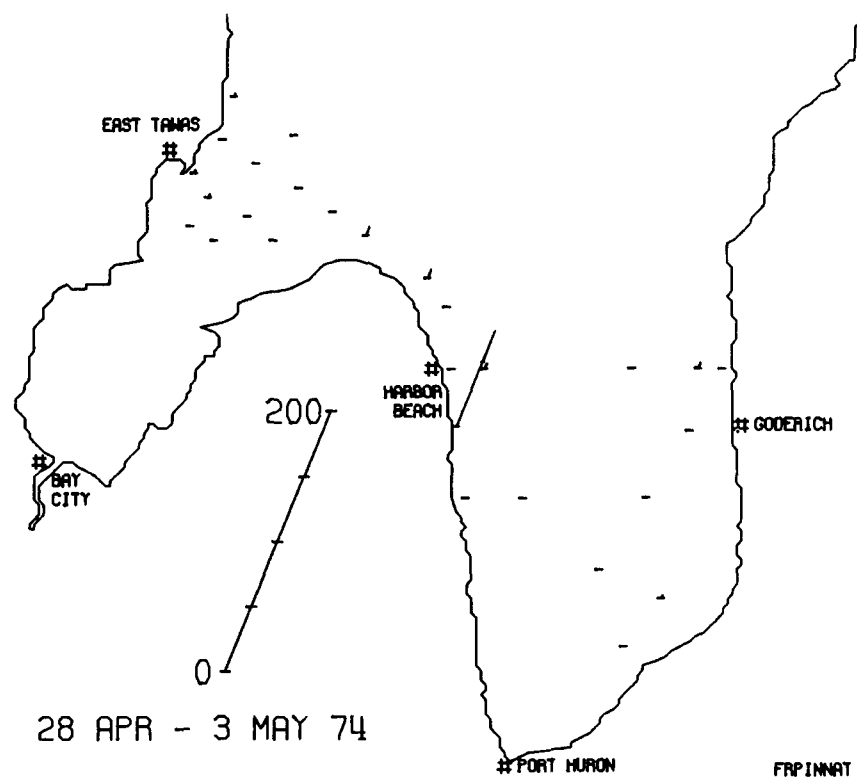 EAST TAWAS
#
#
HARBOR
BEACH
200
# GODERICH
#
BAY
CITY
0
28 APR - 3 MAY 74
# PORT HURON
FRPINNAT